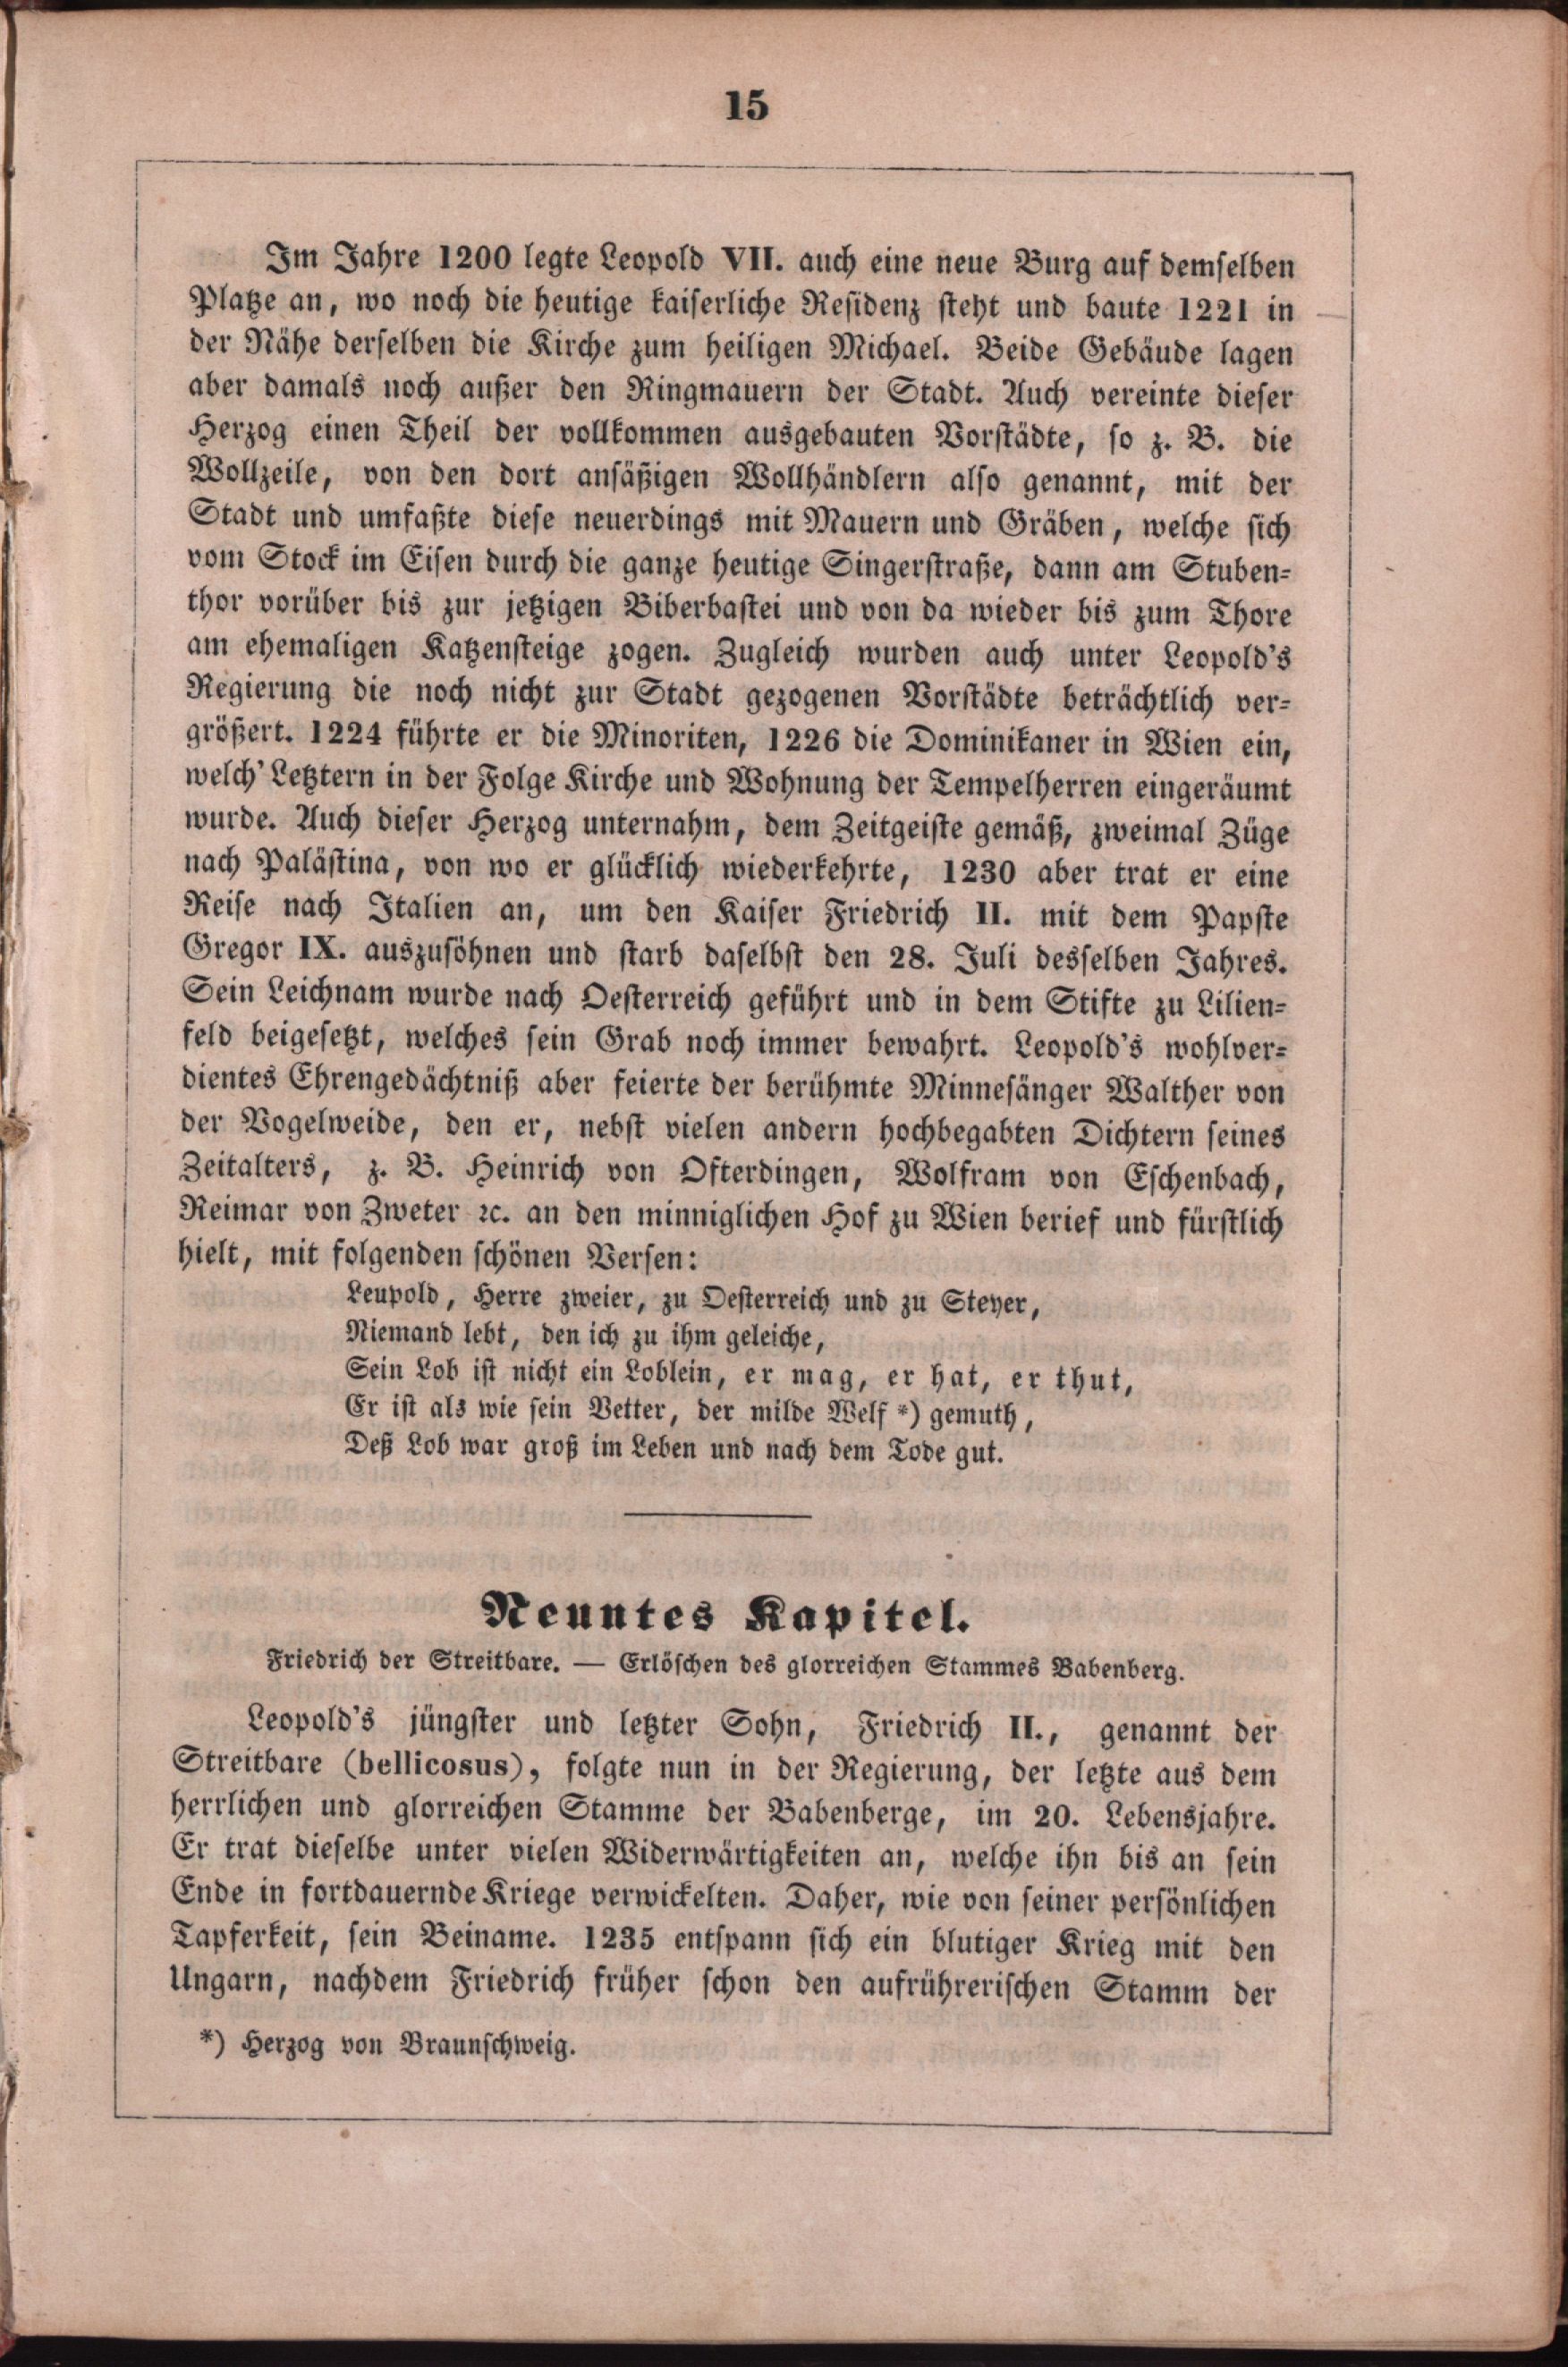 15
Im Jahre 1200 legte Leopold VII. auch eine neue Burg auf demselben
Platze an, wo noch die heutige kaiserliche Residenz steht und baute 1221 in
der Nähe derselben die Kirche zum heiligen Michael. Beide Gebäude lagen
aber damals noch außer den Ringmauern der Stadt. Auch vereinte dieser
Herzog einen Theil der vollkommen ausgebauten Vorstädte, so z. B. die
Wollzeile, von den dort ansäßigen Wollhändlern also genannt, mit der
Stadt und umfaßte diese neuerdings mit Mauern und Gräben, welche sich
vom Stock im Eisen durch die ganze heutige Singerstraße, dann am Stuben-
thor vorüber bis zur jetzigen Biberbastei und von da wieder bis zum Thore
am ehemaligen Katzensteige zogen. Zugleich wurden auch unter Leopold's
Regierung die noch nicht zur Stadt gezogenen Vorstädte beträchtlich ver-
größert. 1224 führte er die Minoriten, 1226 die Dominikaner in Wien ein,
welch' Letztern in der Folge Kirche und Wohnung der Tempelherren eingeräumt
wurde. Auch dieser Herzog unternahm, dem Zeitgeiste gemäß, zweimal Züge
nach Palästina, von wo er glücklich wiederkehrte, 1230 aber trat er eine
Reise nach Italien an, um den Kaiser Friedrich II. mit dem Papste
Gregor IX. auszusöhnen und starb daselbst den 28. Juli desselben Jahres.
Sein Leichnam wurde nach Oesterreich geführt und in dem Stifte zu Lilien-
feld beigesetzt, welches sein Grab noch immer bewahrt. Leopold's wohlver-
dientes Ehrengedächtniß aber feierte der berühmte Minnesänger Walther von
der Vogelweide, den er, nebst vielen andern hochbegabten Dichtern seines
Zeitalters, z. B. Heinrich von Ofterdingen, Wolfram von Eschenbach,
Reimar von Zweter ꝛc. an den minniglichen Hof zu Wien berief und fürstlich
hielt, mit folgenden schönen Versen:
Leupold, Herre zweier, zu Oesterreich und zu Steyer,
Niemand lebt, den ich zu ihm geleiche,
Sein Lob ist nicht ein Loblein, er mag, er hat, er thut,
Er ist als wie sein Vetter, der milde Welf *) gemuth,
Deß Lob war groß im Leben und nach dem Tode gut.
Neuntes Kapitel.
Friedrich der Streitbare. — Erlöschen des glorreichen Stammes Babenberg.
Leopold's jüngster und letzter Sohn, Friedrich II., genannt der
Streitbare (bellicosus), folgte nun in der Regierung, der letzte aus dem
herrlichen und glorreichen Stamme der Babenberge, im 20. Lebensjahre.
Er trat dieselbe unter vielen Widerwärtigkeiten an, welche ihn bis an sein
Ende in fortdauernde Kriege verwickelten. Daher, wie von seiner persönlichen
Tapferkeit, sein Beiname. 1235 entspann sich ein blutiger Krieg mit den
Ungarn, nachdem Friedrich früher schon den aufrührerischen Stamm der
*) Herzog von Braunschweig.